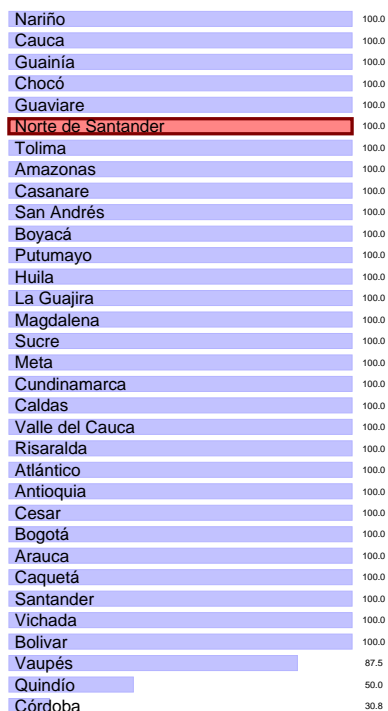 Nariño 100.0
Cauca 100.0
Guainía 100.0
Chocó 100.0
Guaviare 100.0
Norte de Santander 100.0
Tolima 100.0
Amazonas 100.0
Casanare 100.0
San Andrés 100.0
Boyacá 100.0
Putumayo 100.0
Huila 100.0
La Guajira 100.0
Magdalena 100.0
Sucre 100.0
Meta 100.0
Cundinamarca 100.0
Caldas 100.0
Valle del Cauca 100.0
Risaralda 100.0
Atlántico 100.0
Antioquia 100.0
Cesar 100.0
Bogotá 100.0
Arauca 100.0
Caquetá 100.0
Santander 100.0
Vichada 100.0
Bolivar 100.0
Vaupés 87.5
Quindío 50.0
Córdoba 30.8